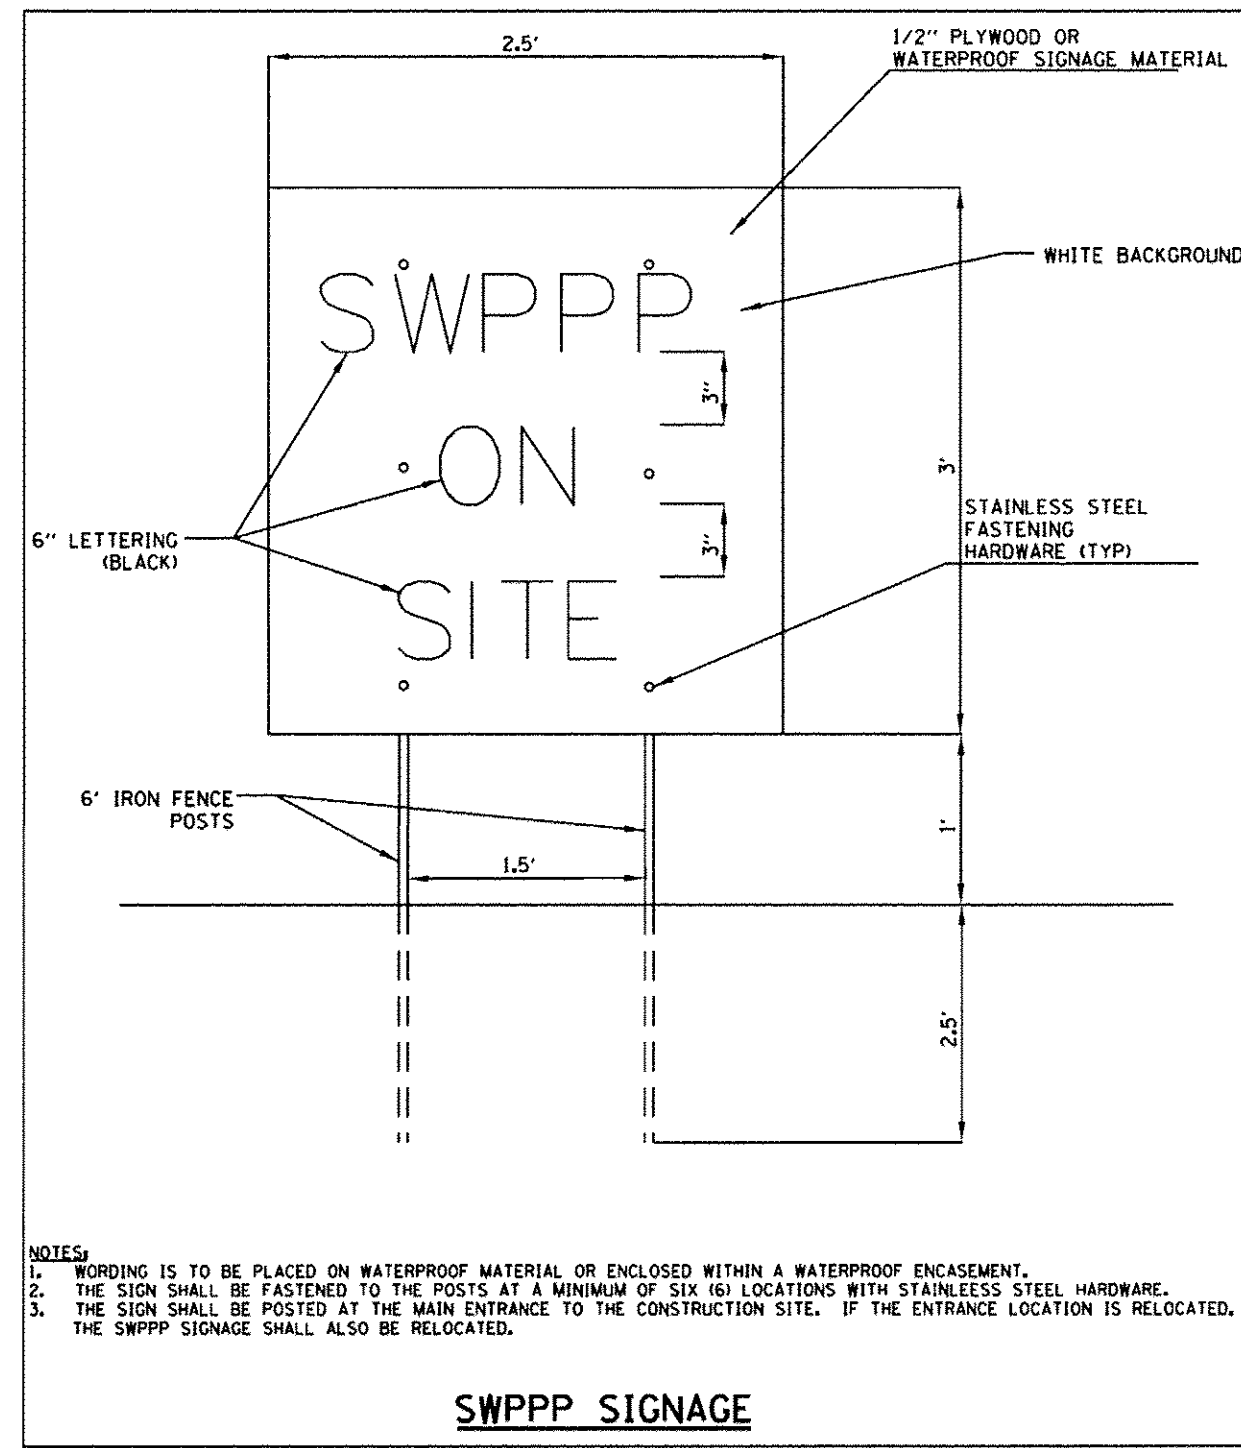 2.5'
1/2" PLYWOOD OR
WATERPROOF SIGNAGE MATERIAL
WHITE BACKGROUND
SWPPP
3"
ON
3'
STAINLESS STEEL
FASTENING
HARDWARE (TYP)
6" LETTERING
(BLACK)
3"
SITE
6' IRON FENCE
POSTS
1'
1.5'
2.5'
NOTES:
1. WORDING IS TO BE PLACED ON WATERPROOF MATERIAL OR ENCLOSED WITHIN A WATERPROOF ENCASEMENT.
2. THE SIGN SHALL BE FASTENED TO THE POSTS AT A MINIMUM OF SIX (6) LOCATIONS WITH STAINLEESS STEEL HARDWARE.
3. THE SIGN SHALL BE POSTED AT THE MAIN ENTRANCE TO THE CONSTRUCTION SITE. IF THE ENTRANCE LOCATION IS RELOCATED.
THE SWPPP SIGNAGE SHALL ALSO BE RELOCATED.
SWPPP SIGNAGE